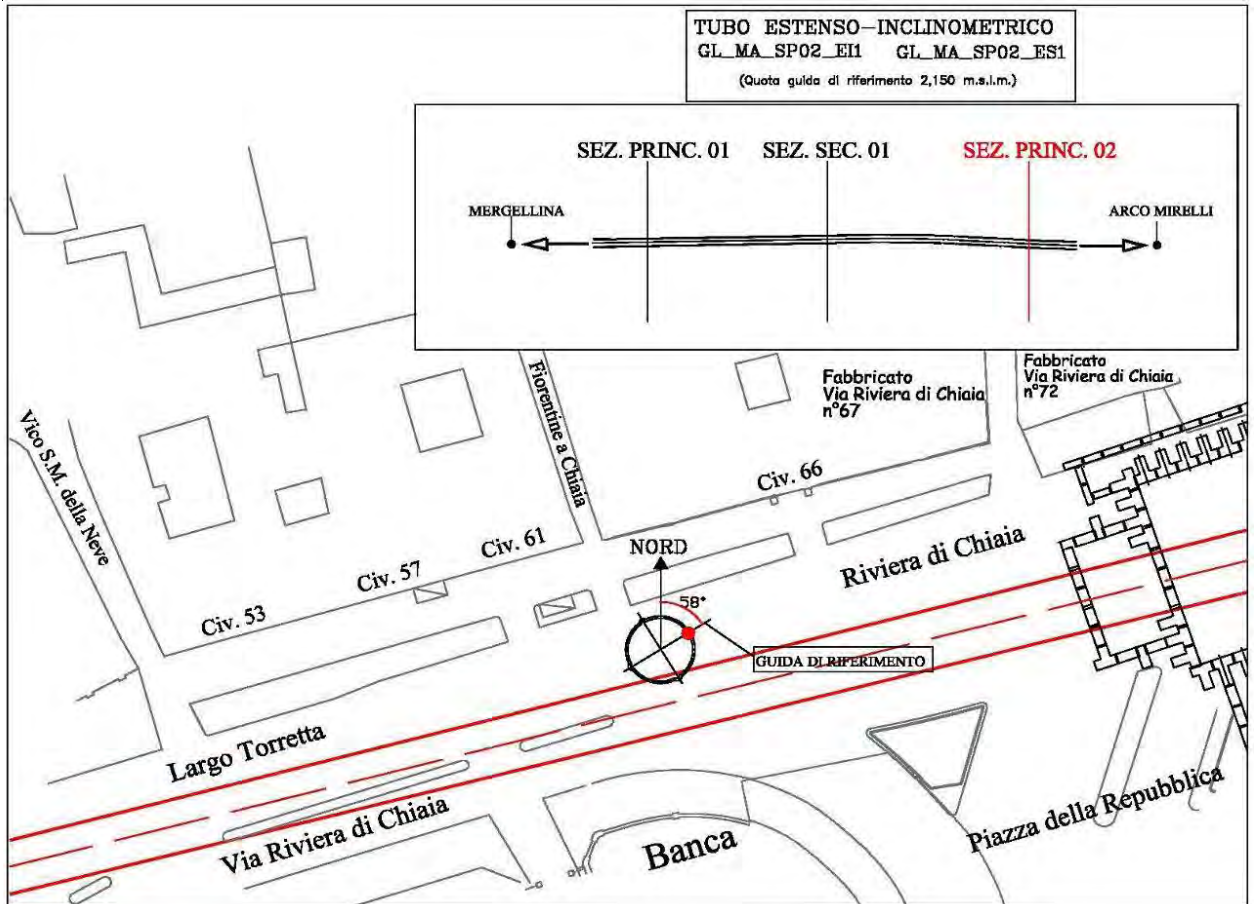 TUBO ESTENSO-INCLINOMETRICO
GL_MA_SP02_EI1 GL_MA_SP02_ES1
(Quota guida di riferimento 2,150 m.s.l.m.)
SEZ. PRINC. 01 SEZ. SEC. 01 SEZ. PRINC. 02
MERGELLINA
ARCO MIRELLI
Fabbricato
Via Riviera di Chiaia
n°67
Fabbricato
Via Riviera di Chiaia
n°72
Fiorentine a Chiaia
Vico S.M. della Neve
Civ. 66
Civ. 61
Civ. 57
Civ. 53
NORD
58°
Riviera di Chiaia
GUIDA DI RIFERIMENTO
Largo Torretta
Via Riviera di Chiaia
Banca
Piazza della Repubblica